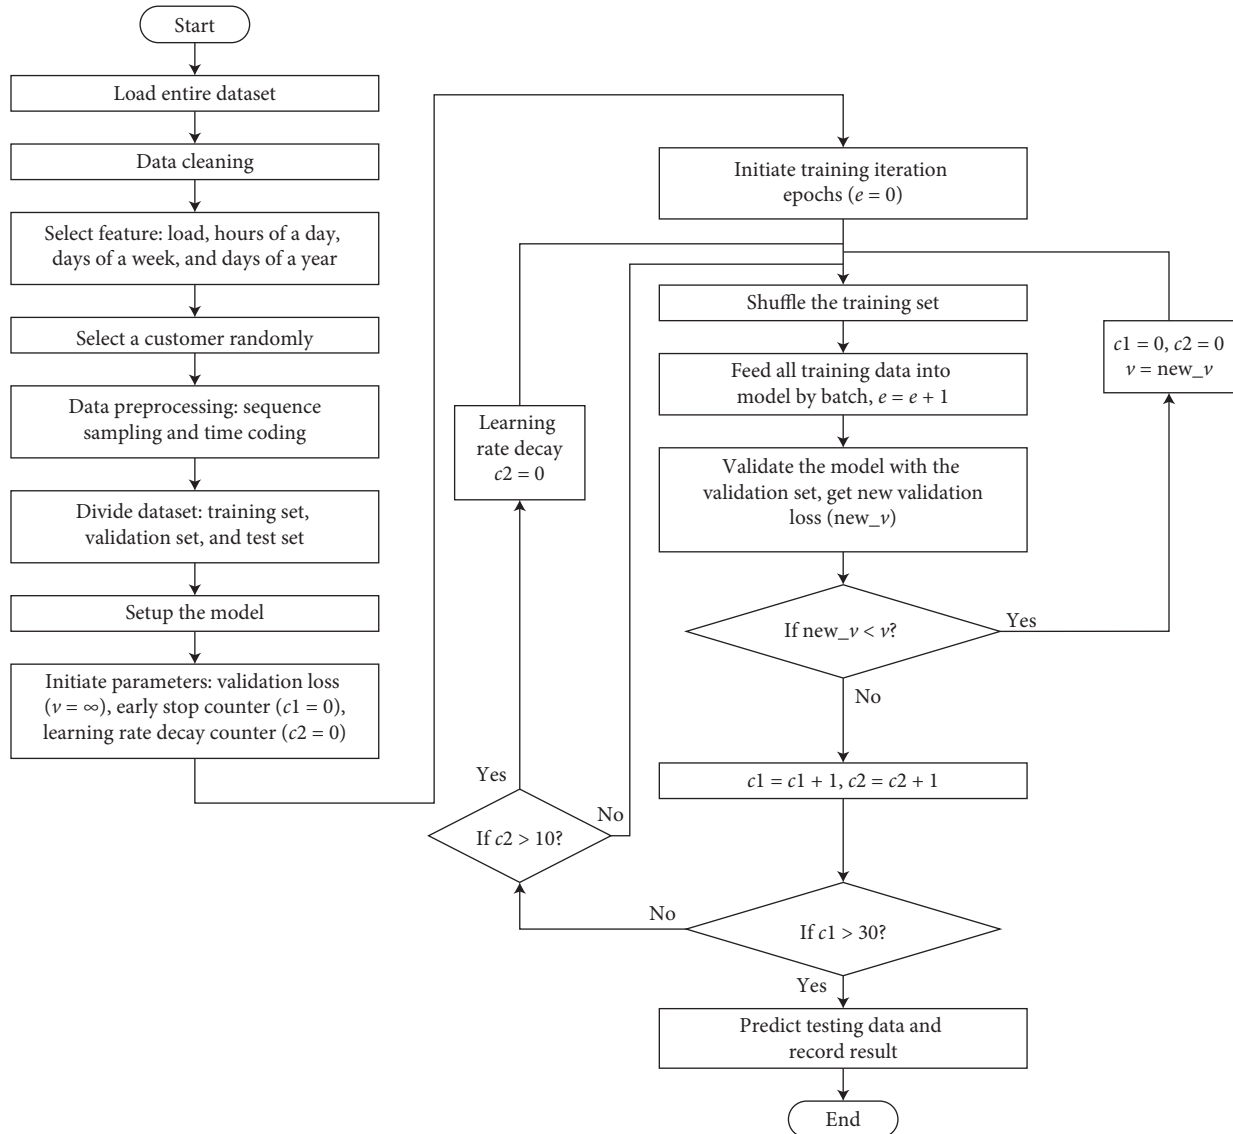 Start
Load entire dataset
Data cleaning
Select feature: load, hours of a day,
days of a week, and days of a year
Select a customer randomly
Data preprocessing: sequence
sampling and time coding
Divide dataset: training set,
validation set, and test set
Setup the model
Initiate parameters: validation loss
(v = ∞), early stop counter (c1 = 0),
learning rate decay counter (c2 = 0)
Initiate training iteration
epochs (e = 0)
Shuffle the training set
Feed all training data into
model by batch, e = e + 1
Validate the model with the
validation set, get new validation
loss (new_v)
If new_v < v?
Yes
c1 = 0, c2 = 0
v = new_v
No
c1 = c1 + 1, c2 = c2 + 1
If c1 > 30?
No
If c2 > 10?
No
Yes
Learning
rate decay
c2 = 0
Yes
Predict testing data and
record result
End